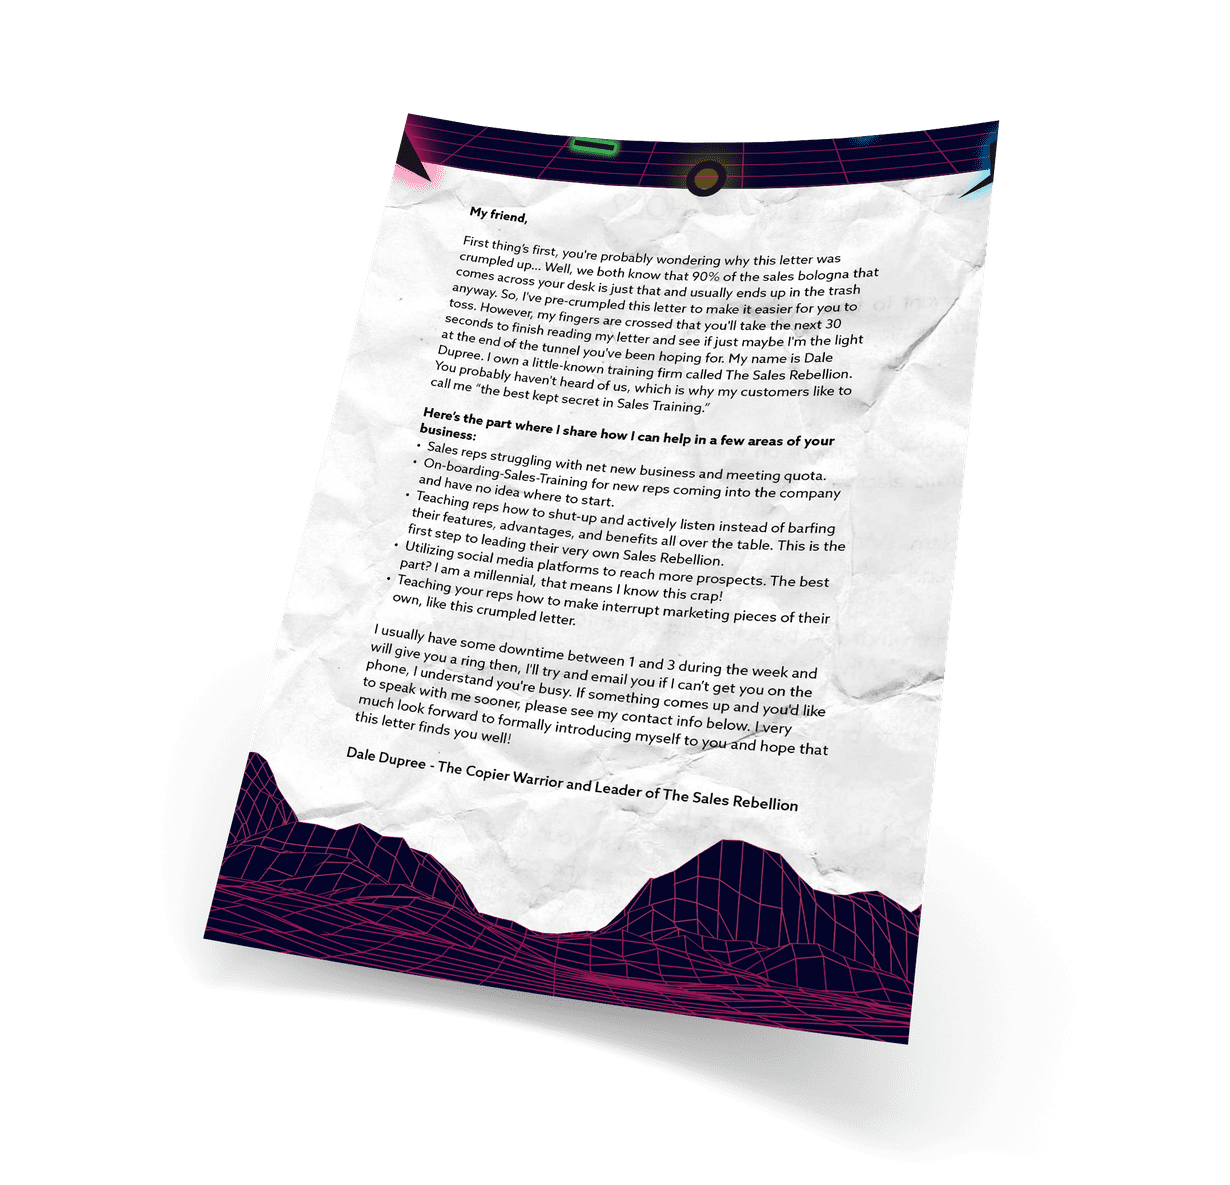 My friend,
First thing's first, you're probably wondering why this letter was
crumpled up... Well, we both know that 90% of the sales bologna that
comes across your desk is just that and usually ends up in the trash
anyway. So, I've pre-crumpled this letter to make it easier for you to
toss. However, my fingers are crossed that you'll take the next 30
seconds to finish reading my letter and see if just maybe I'm the light
at the end of the tunnel you've been hoping for. My name is Dale
Dupree. I own a little-known training firm called The Sales Rebellion.
You probably haven't heard of us, which is why my customers like to
call me "the best kept secret in Sales Training."
Here's the part where I share how I can help in a few areas of your
business:
• Sales reps struggling with net new business and meeting quota.
• On-boarding-Sales-Training for new reps coming into the company
and have no idea where to start.
• Teaching reps how to shut-up and actively listen instead of barfing
their features, advantages, and benefits all over the table. This is the
first step to leading their very own Sales Rebellion.
• Utilizing social media platforms to reach more prospects. The best
part? I am a millennial, that means I know this crap!
• Teaching your reps how to make interrupt marketing pieces of their
own, like this crumpled letter.
I usually have some downtime between 1 and 3 during the week and
will give you a ring then, I'll try and email you if I can't get you on the
phone, I understand you're busy. If something comes up and you'd like
to speak with me sooner, please see my contact info below. I very
much look forward to formally introducing myself to you and hope that
this letter finds you well!
Dale Dupree - The Copier Warrior and Leader of The Sales Rebellion